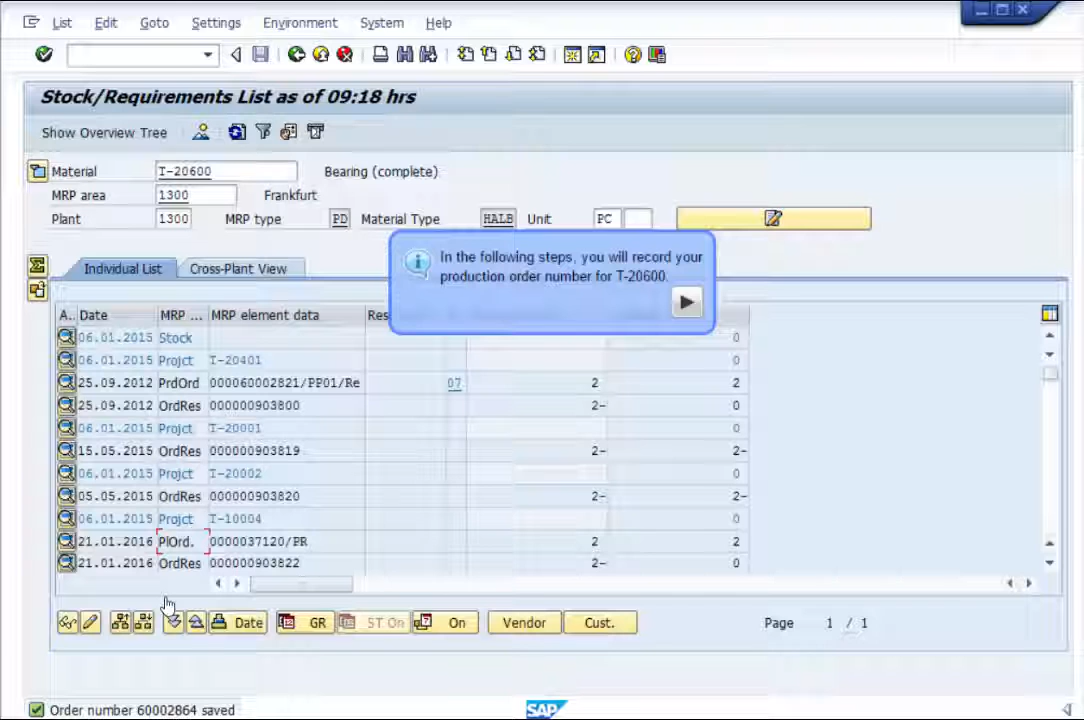 List Edit Goto Settings Environment System Help
Stock/Requirements List as of 09:18 hrs
Show Overview Tree
Material T-20600 Bearing (complete)
MRP area 1300 Frankfurt
Plant 1300 MRP type PD Material Type HALB Unit PC
In the following steps, you will record your
production order number for T-20600.
Individual List Cross-Plant View
A.. Date MRP ... MRP element data Res
06.01.2015 Stock 0
06.01.2015 Projct T-20401 0
25.09.2012 PrdOrd 000060002821/PP01/Re 07 2 2
25.09.2012 OrdRes 000000903800 2- 0
06.01.2015 Projct T-20001 0
15.05.2015 OrdRes 000000903819 2- 2-
06.01.2015 Projct T-20002 0
05.05.2015 OrdRes 000000903820 2- 2-
06.01.2015 Projct T-10004 0
21.01.2016 PlOrd. 0000037120/PR 2 2
21.01.2016 OrdRes 000000903822 2- 0
Date GR ST On On Vendor Cust. Page 1 / 1
Order number 60002864 saved SAP